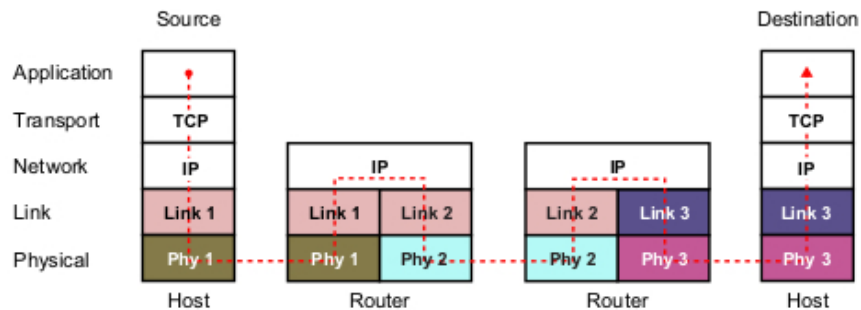 Source Destination
Application
Transport TCP TCP
Network IP IP IP IP
Link Link 1 Link 1 Link 2 Link 2 Link 3 Link 3
Physical Phy 1 Phy 1 Phy 2 Phy 2 Phy 3 Phy 3
Host Router Router Host